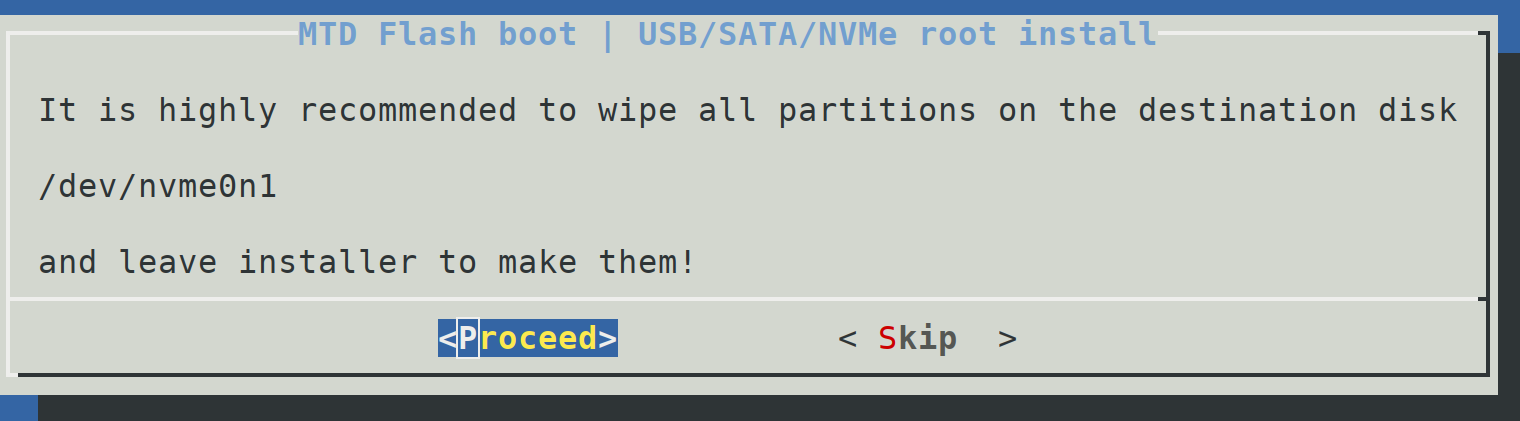 MTD Flash boot | USB/SATA/NVMe root install
It is highly recommended to wipe all partitions on the destination disk
/dev/nvme0n1
and leave installer to make them!
<Proceed> < Skip >